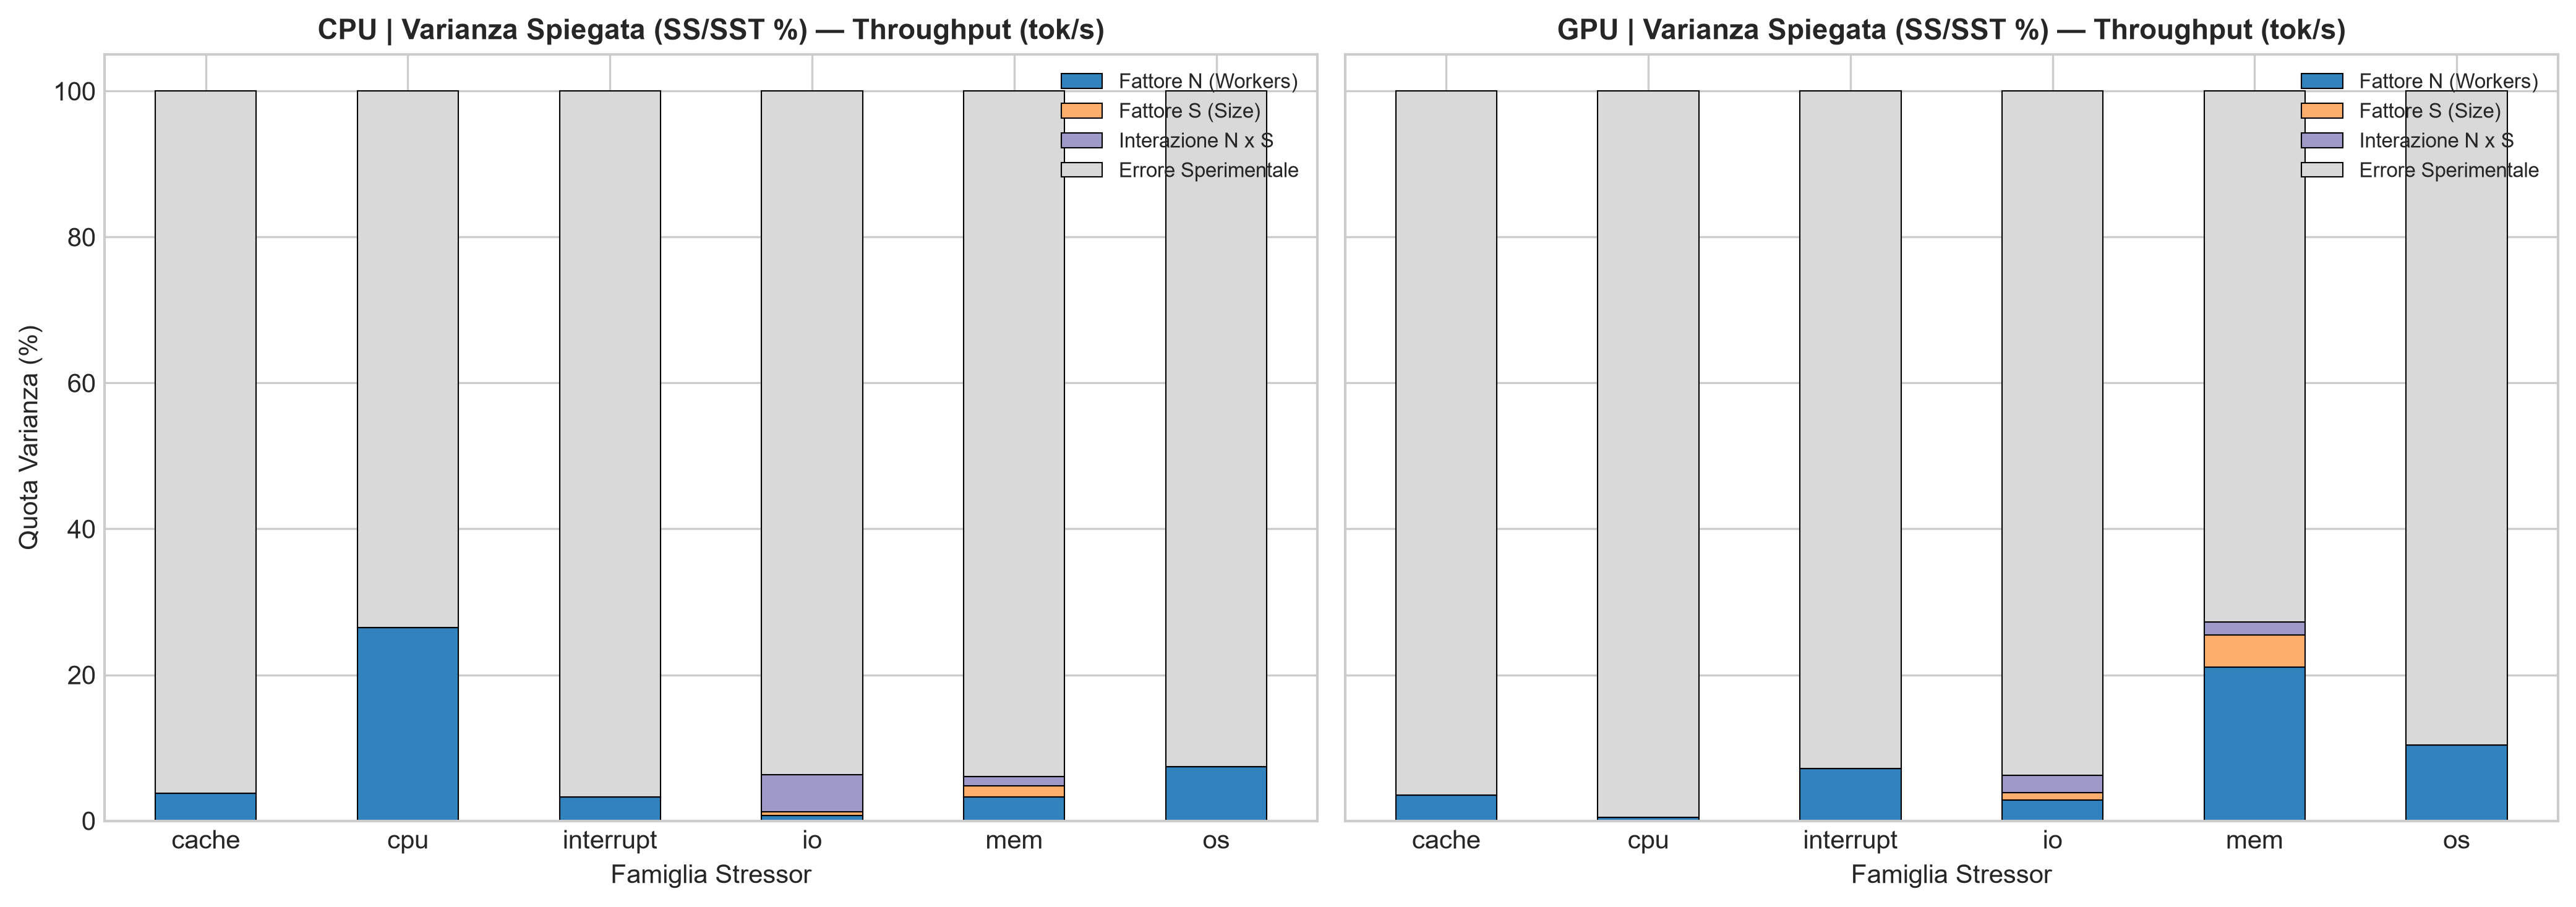 CPU | Varianza Spiegata (SS/SST %) — Throughput (tok/s)
Quota Varianza (%)
100
80
60
40
20
0
Fattore N (Workers)
Fattore S (Size)
Interazione N x S
Errore Sperimentale
cache cpu interrupt io mem os
Famiglia Stressor
GPU | Varianza Spiegata (SS/SST %) — Throughput (tok/s)
Fattore N (Workers)
Fattore S (Size)
Interazione N x S
Errore Sperimentale
cache cpu interrupt io mem os
Famiglia Stressor